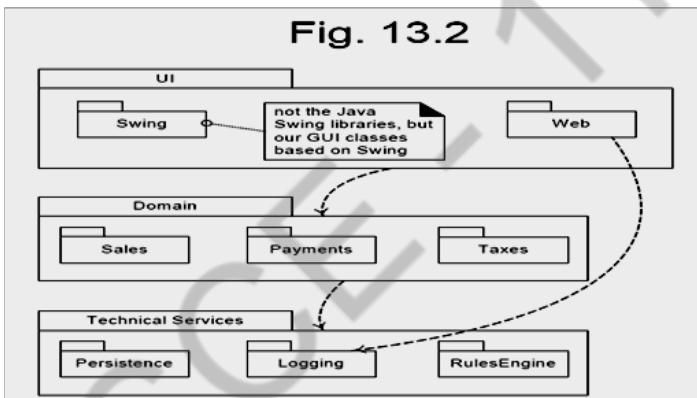 Fig. 13.2
UI
Swing
not the Java
Swing libraries, but
our GUI classes
based on Swing
Web
Domain
Sales
Payments
Taxes
Technical Services
Persistence
Logging
RulesEngine